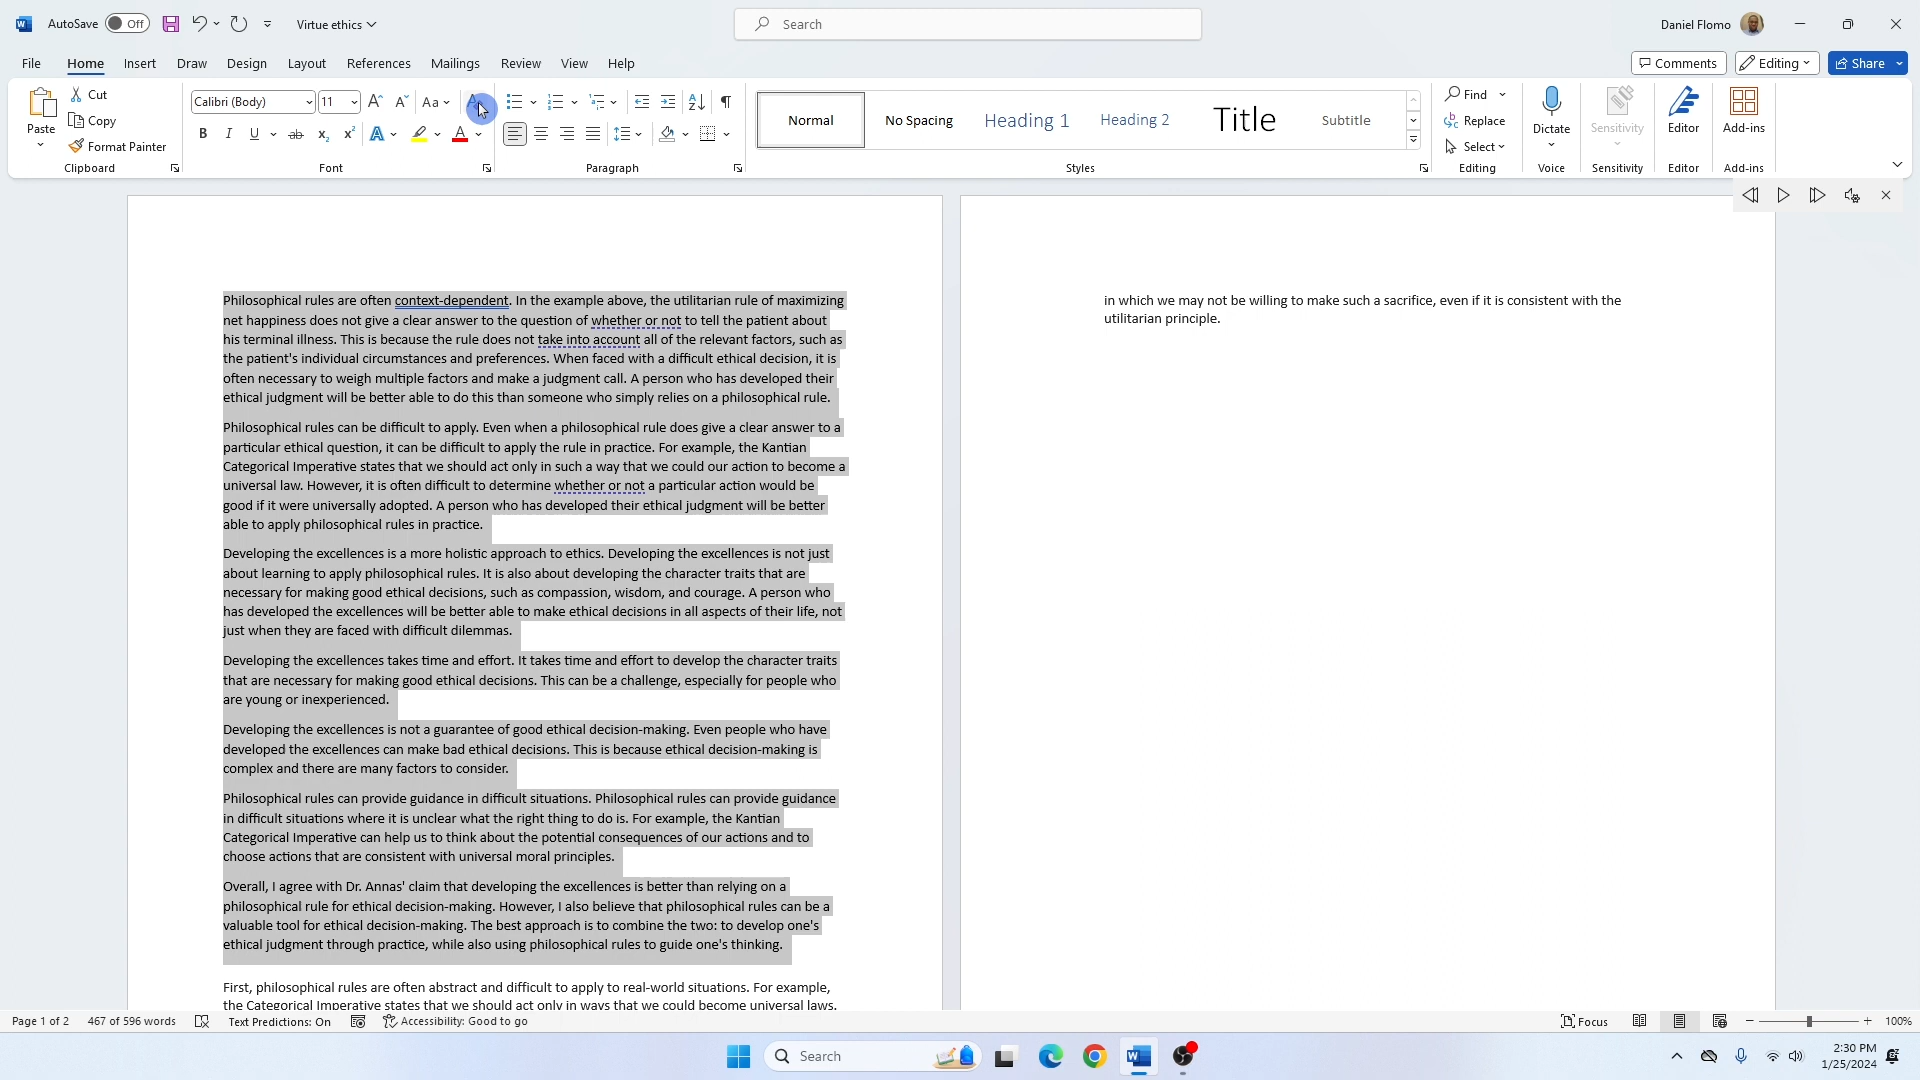 AutoSave Off Virtue ethics Search Daniel Flomo
File Home Insert Draw Design Layout References Mailings Review View Help Comments Editing Share
Paste Cut Copy Format Painter Clipboard
Calibri (Body) 11 Aa
B I U ab x₂ x² A A Font
Paragraph
Normal No Spacing Heading 1 Heading 2 Title Subtitle Styles
Find Replace Select Editing
Dictate Voice
Sensitivity Sensitivity
Editor Editor
Add-ins Add-ins
Philosophical rules are often context-dependent. In the example above, the utilitarian rule of maximizing
net happiness does not give a clear answer to the question of whether or not to tell the patient about
his terminal illness. This is because the rule does not take into account all of the relevant factors, such as
the patient's individual circumstances and preferences. When faced with a difficult ethical decision, it is
often necessary to weigh multiple factors and make a judgment call. A person who has developed their
ethical judgment will be better able to do this than someone who simply relies on a philosophical rule.
Philosophical rules can be difficult to apply. Even when a philosophical rule does give a clear answer to a
particular ethical question, it can be difficult to apply the rule in practice. For example, the Kantian
Categorical Imperative states that we should act only in such a way that we could our action to become a
universal law. However, it is often difficult to determine whether or not a particular action would be
good if it were universally adopted. A person who has developed their ethical judgment will be better
able to apply philosophical rules in practice.
Developing the excellences is a more holistic approach to ethics. Developing the excellences is not just
about learning to apply philosophical rules. It is also about developing the character traits that are
necessary for making good ethical decisions, such as compassion, wisdom, and courage. A person who
has developed the excellences will be better able to make ethical decisions in all aspects of their life, not
just when they are faced with difficult dilemmas.
Developing the excellences takes time and effort. It takes time and effort to develop the character traits
that are necessary for making good ethical decisions. This can be a challenge, especially for people who
are young or inexperienced.
Developing the excellences is not a guarantee of good ethical decision-making. Even people who have
developed the excellences can make bad ethical decisions. This is because ethical decision-making is
complex and there are many factors to consider.
Philosophical rules can provide guidance in difficult situations. Philosophical rules can provide guidance
in difficult situations where it is unclear what the right thing to do is. For example, the Kantian
Categorical Imperative can help us to think about the potential consequences of our actions and to
choose actions that are consistent with universal moral principles.
Overall, I agree with Dr. Annas' claim that developing the excellences is better than relying on a
philosophical rule for ethical decision-making. However, I also believe that philosophical rules can be a
valuable tool for ethical decision-making. The best approach is to combine the two: to develop one's
ethical judgment through practice, while also using philosophical rules to guide one's thinking.
First, philosophical rules are often abstract and difficult to apply to real-world situations. For example,
the Categorical Imperative states that we should act only in ways that we could become universal laws.
in which we may not be willing to make such a sacrifice, even if it is consistent with the
utilitarian principle.
Page 1 of 2 467 of 596 words Text Predictions: On Accessibility: Good to go Focus 100%
Search 2:30 PM
1/25/2024